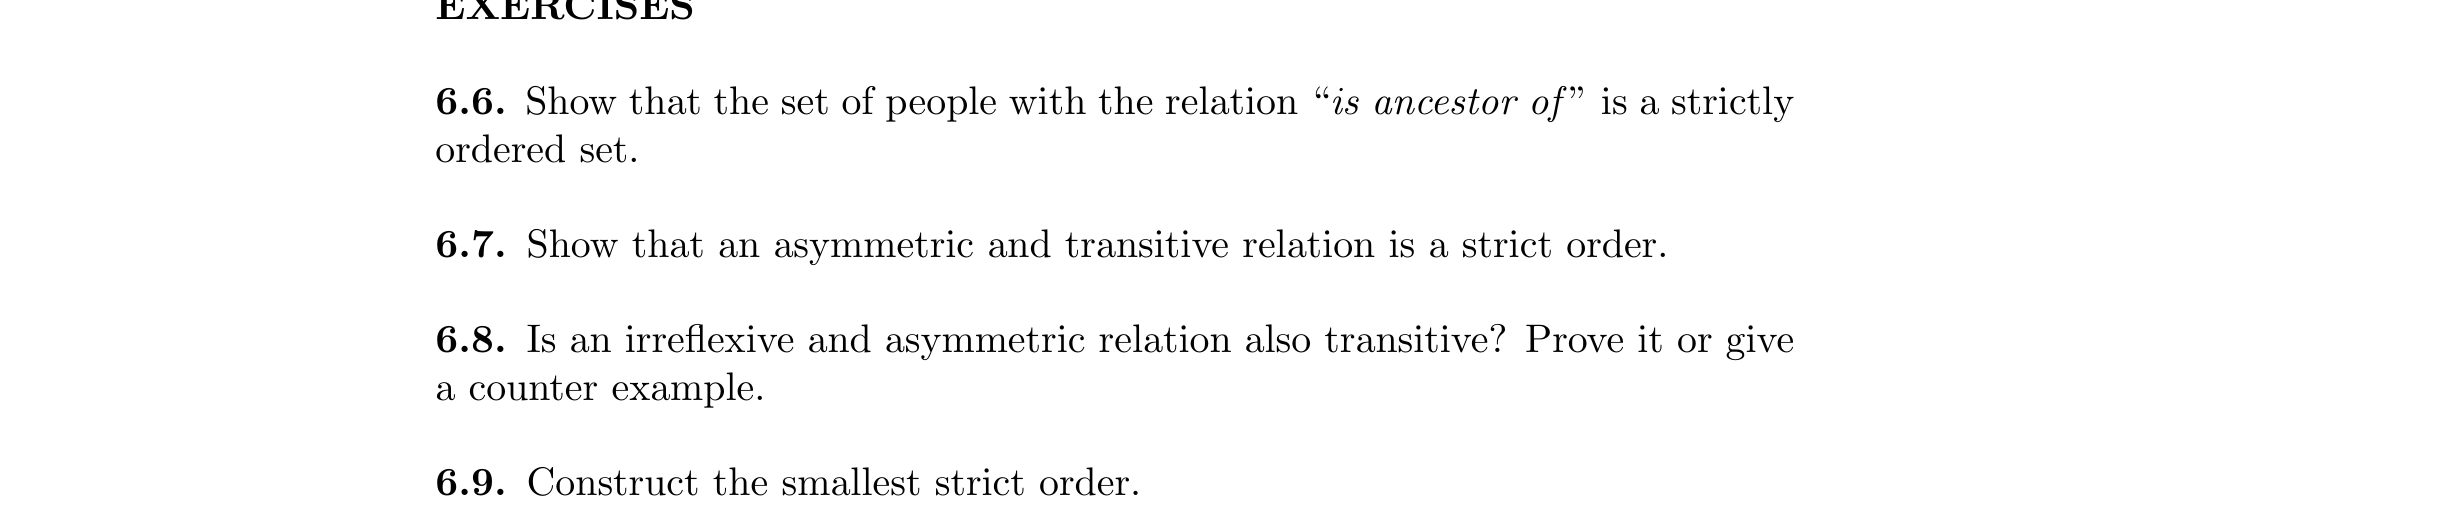 EXERCISES
6.6. Show that the set of people with the relation “is ancestor of” is a strictly
ordered set.
6.7. Show that an asymmetric and transitive relation is a strict order.
6.8. Is an irreflexive and asymmetric relation also transitive? Prove it or give
a counter example.
6.9. Construct the smallest strict order.